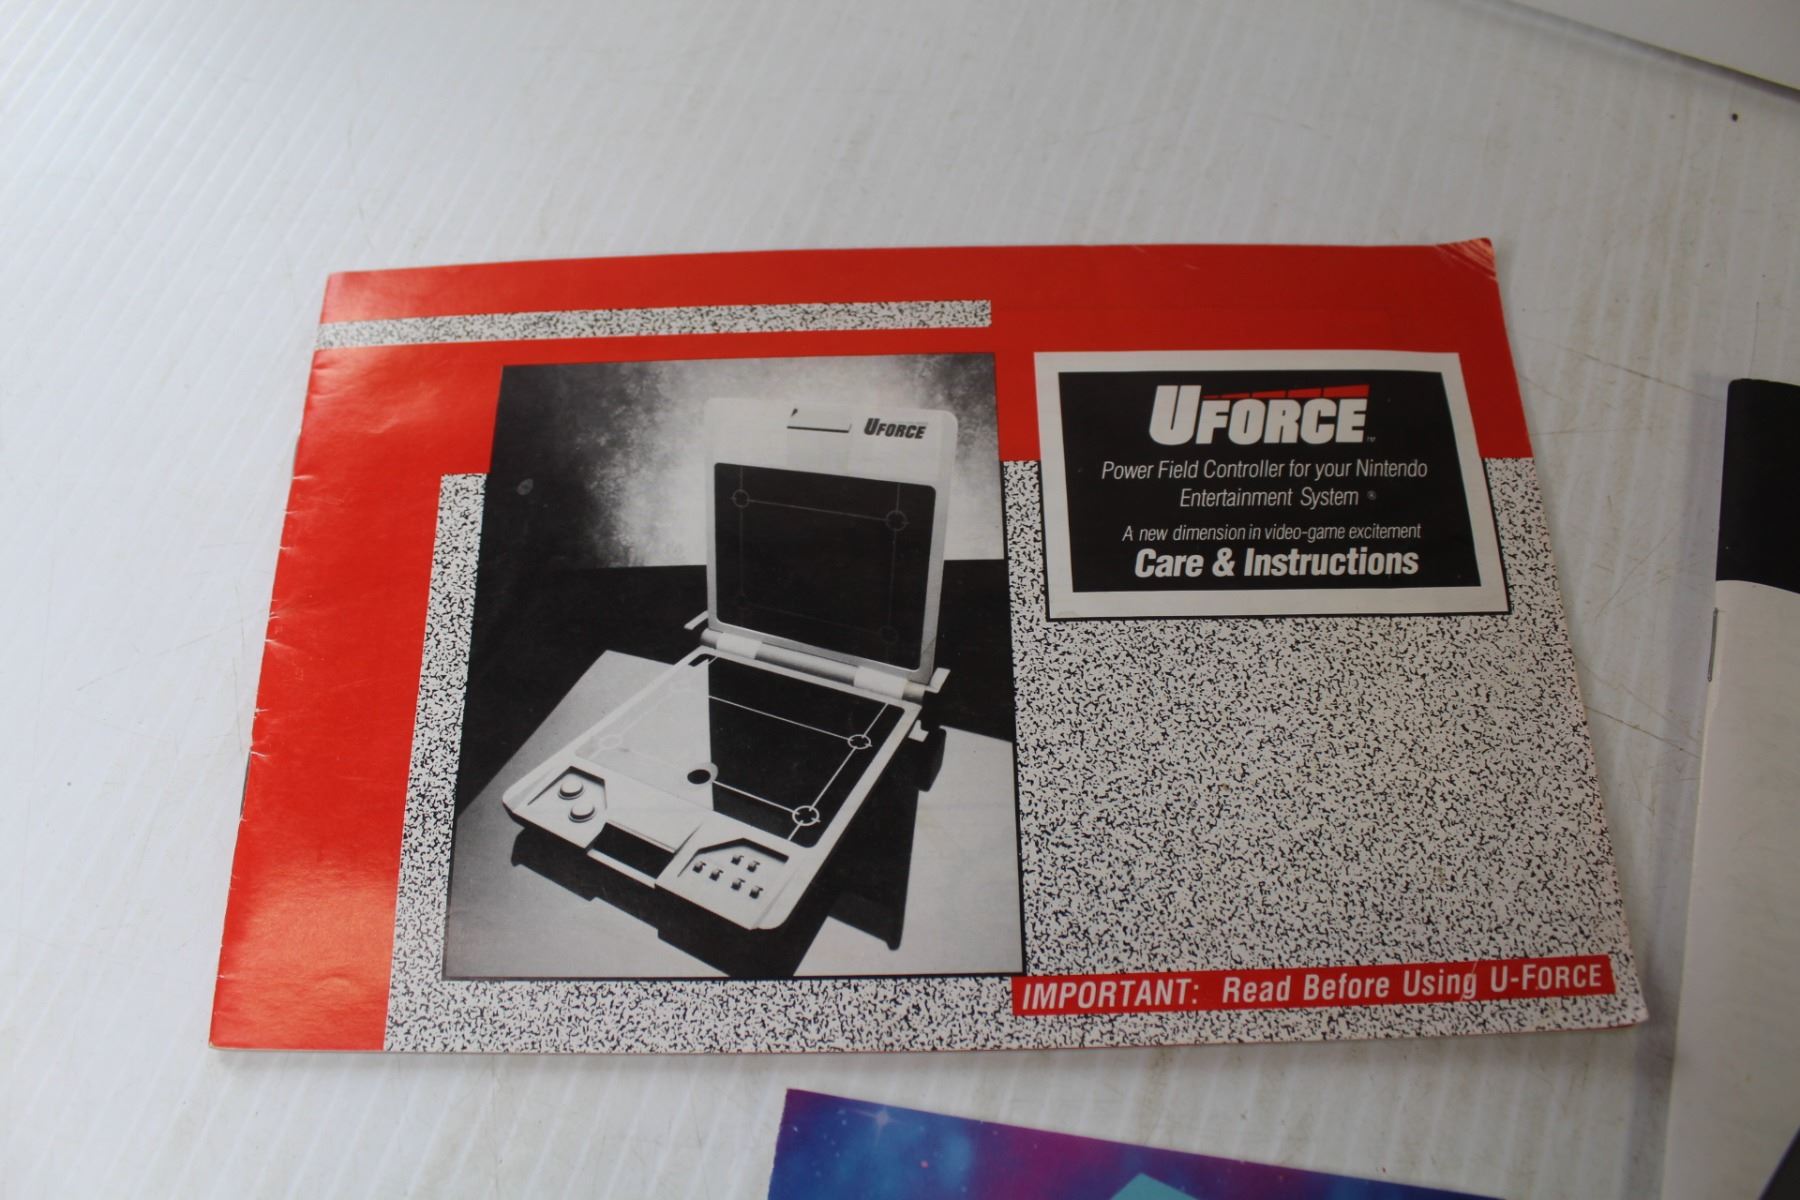 UFORCE
UFORCE™
Power Field Controller for your Nintendo
Entertainment System ®
A new dimension in video-game excitement
Care & Instructions
IMPORTANT: Read Before Using U-FORCE